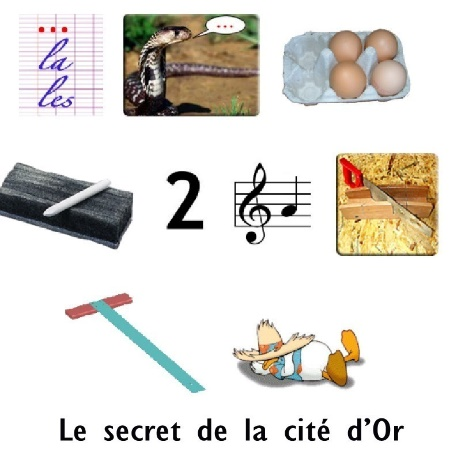 ...
la
les
...
2
Le secret de la cité d'Or